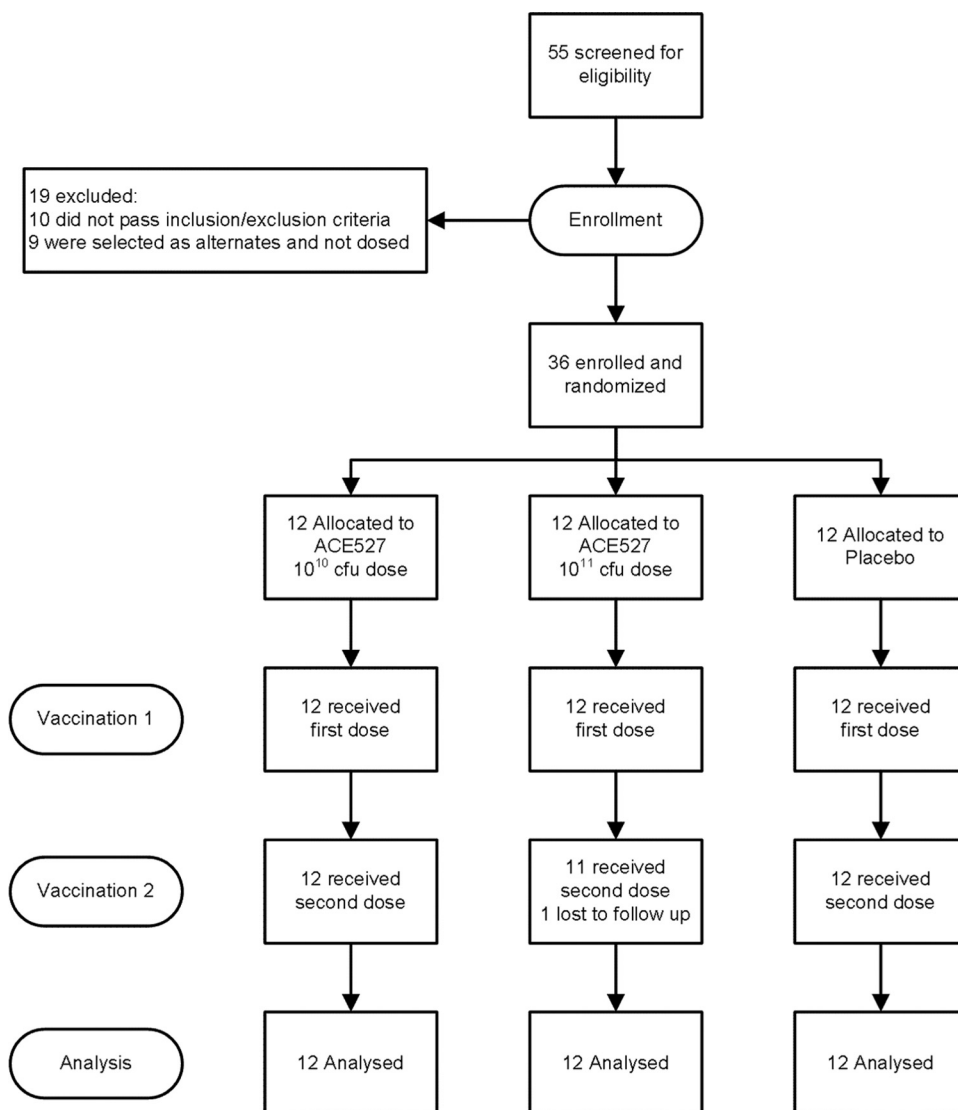 55 screened for
eligibility
19 excluded:
10 did not pass inclusion/exclusion criteria
9 were selected as alternates and not dosed
Enrollment
36 enrolled and
randomized
12 Allocated to
ACE527
10¹⁰ cfu dose
12 Allocated to
ACE527
10¹¹ cfu dose
12 Allocated to
Placebo
Vaccination 1
12 received
first dose
12 received
first dose
12 received
first dose
Vaccination 2
12 received
second dose
11 received
second dose
1 lost to follow up
12 received
second dose
Analysis
12 Analysed
12 Analysed
12 Analysed